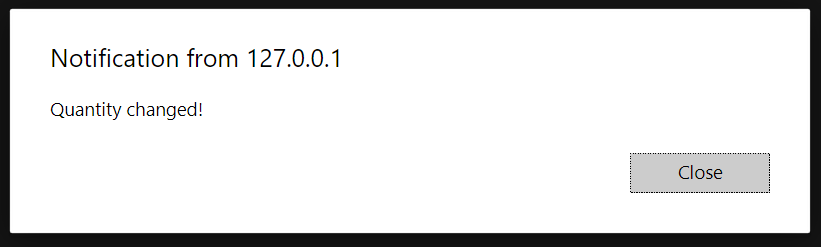 Notification from 127.0.0.1
Quantity changed!
Close